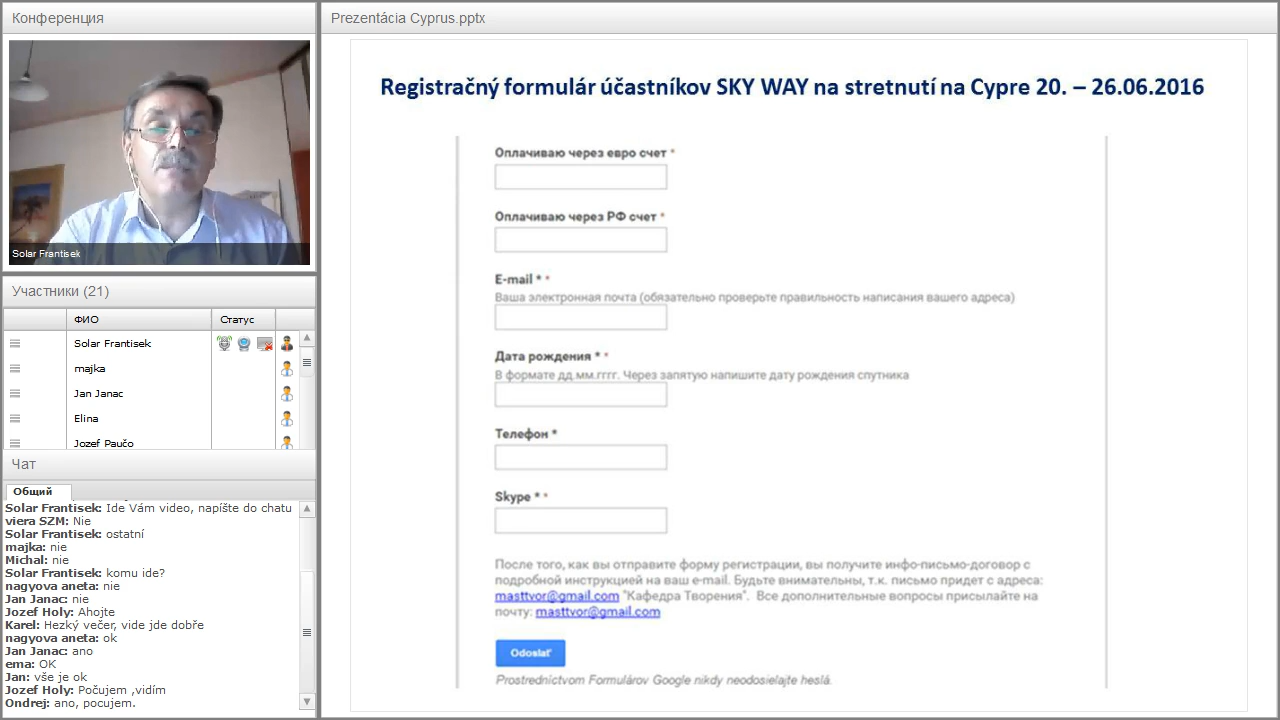 Конференция
Solar Frantisek
Участники (21)
ФИО
Статус
Solar Frantisek
majka
Jan Janac
Elina
Jozef Paučo
Чат
Общий
Solar Frantisek: Ide Vám video, napíšte do chatu
viera SZM: Nie
Solar Frantisek: ostatní
majka: nie
Michal: nie
Solar Frantisek: komu ide?
nagyova aneta: nie
Jan Janac: nie
Jozef Holy: Ahojte
Karel: Hezký večer, vide jde dobře
nagyova aneta: ok
Jan Janac: ano
ema: OK
Jan: vše je ok
Jozef Holy: Počujem ,vidím
Ondrej: ano, pocujem.
Prezentácia Cyprus.pptx
Registračný formulár účastníkov SKY WAY na stretnutí na Cypre 20. – 26.06.2016
Оплачиваю через евро счет *
Оплачиваю через РФ счет *
E-mail * *
Ваша электронная почта (обязательно проверьте правильность написания вашего адреса)
Дата рождения * *
В формате дд.мм.гггг. Через запятую напишите дату рождения спутника
Телефон *
Skype * *
После того, как вы отправите форму регистрации, вы получите инфо-письмо-договор с
подробной инструкцией на ваш e-mail. Будьте внимательны, т.к. письмо придет с адреса:
masttvor@gmail.com "Кафедра Творения". Все дополнительные вопросы присылайте на
почту: masttvor@gmail.com
Odoslať
Prostredníctvom Formulárov Google nikdy neodosielajte heslá.